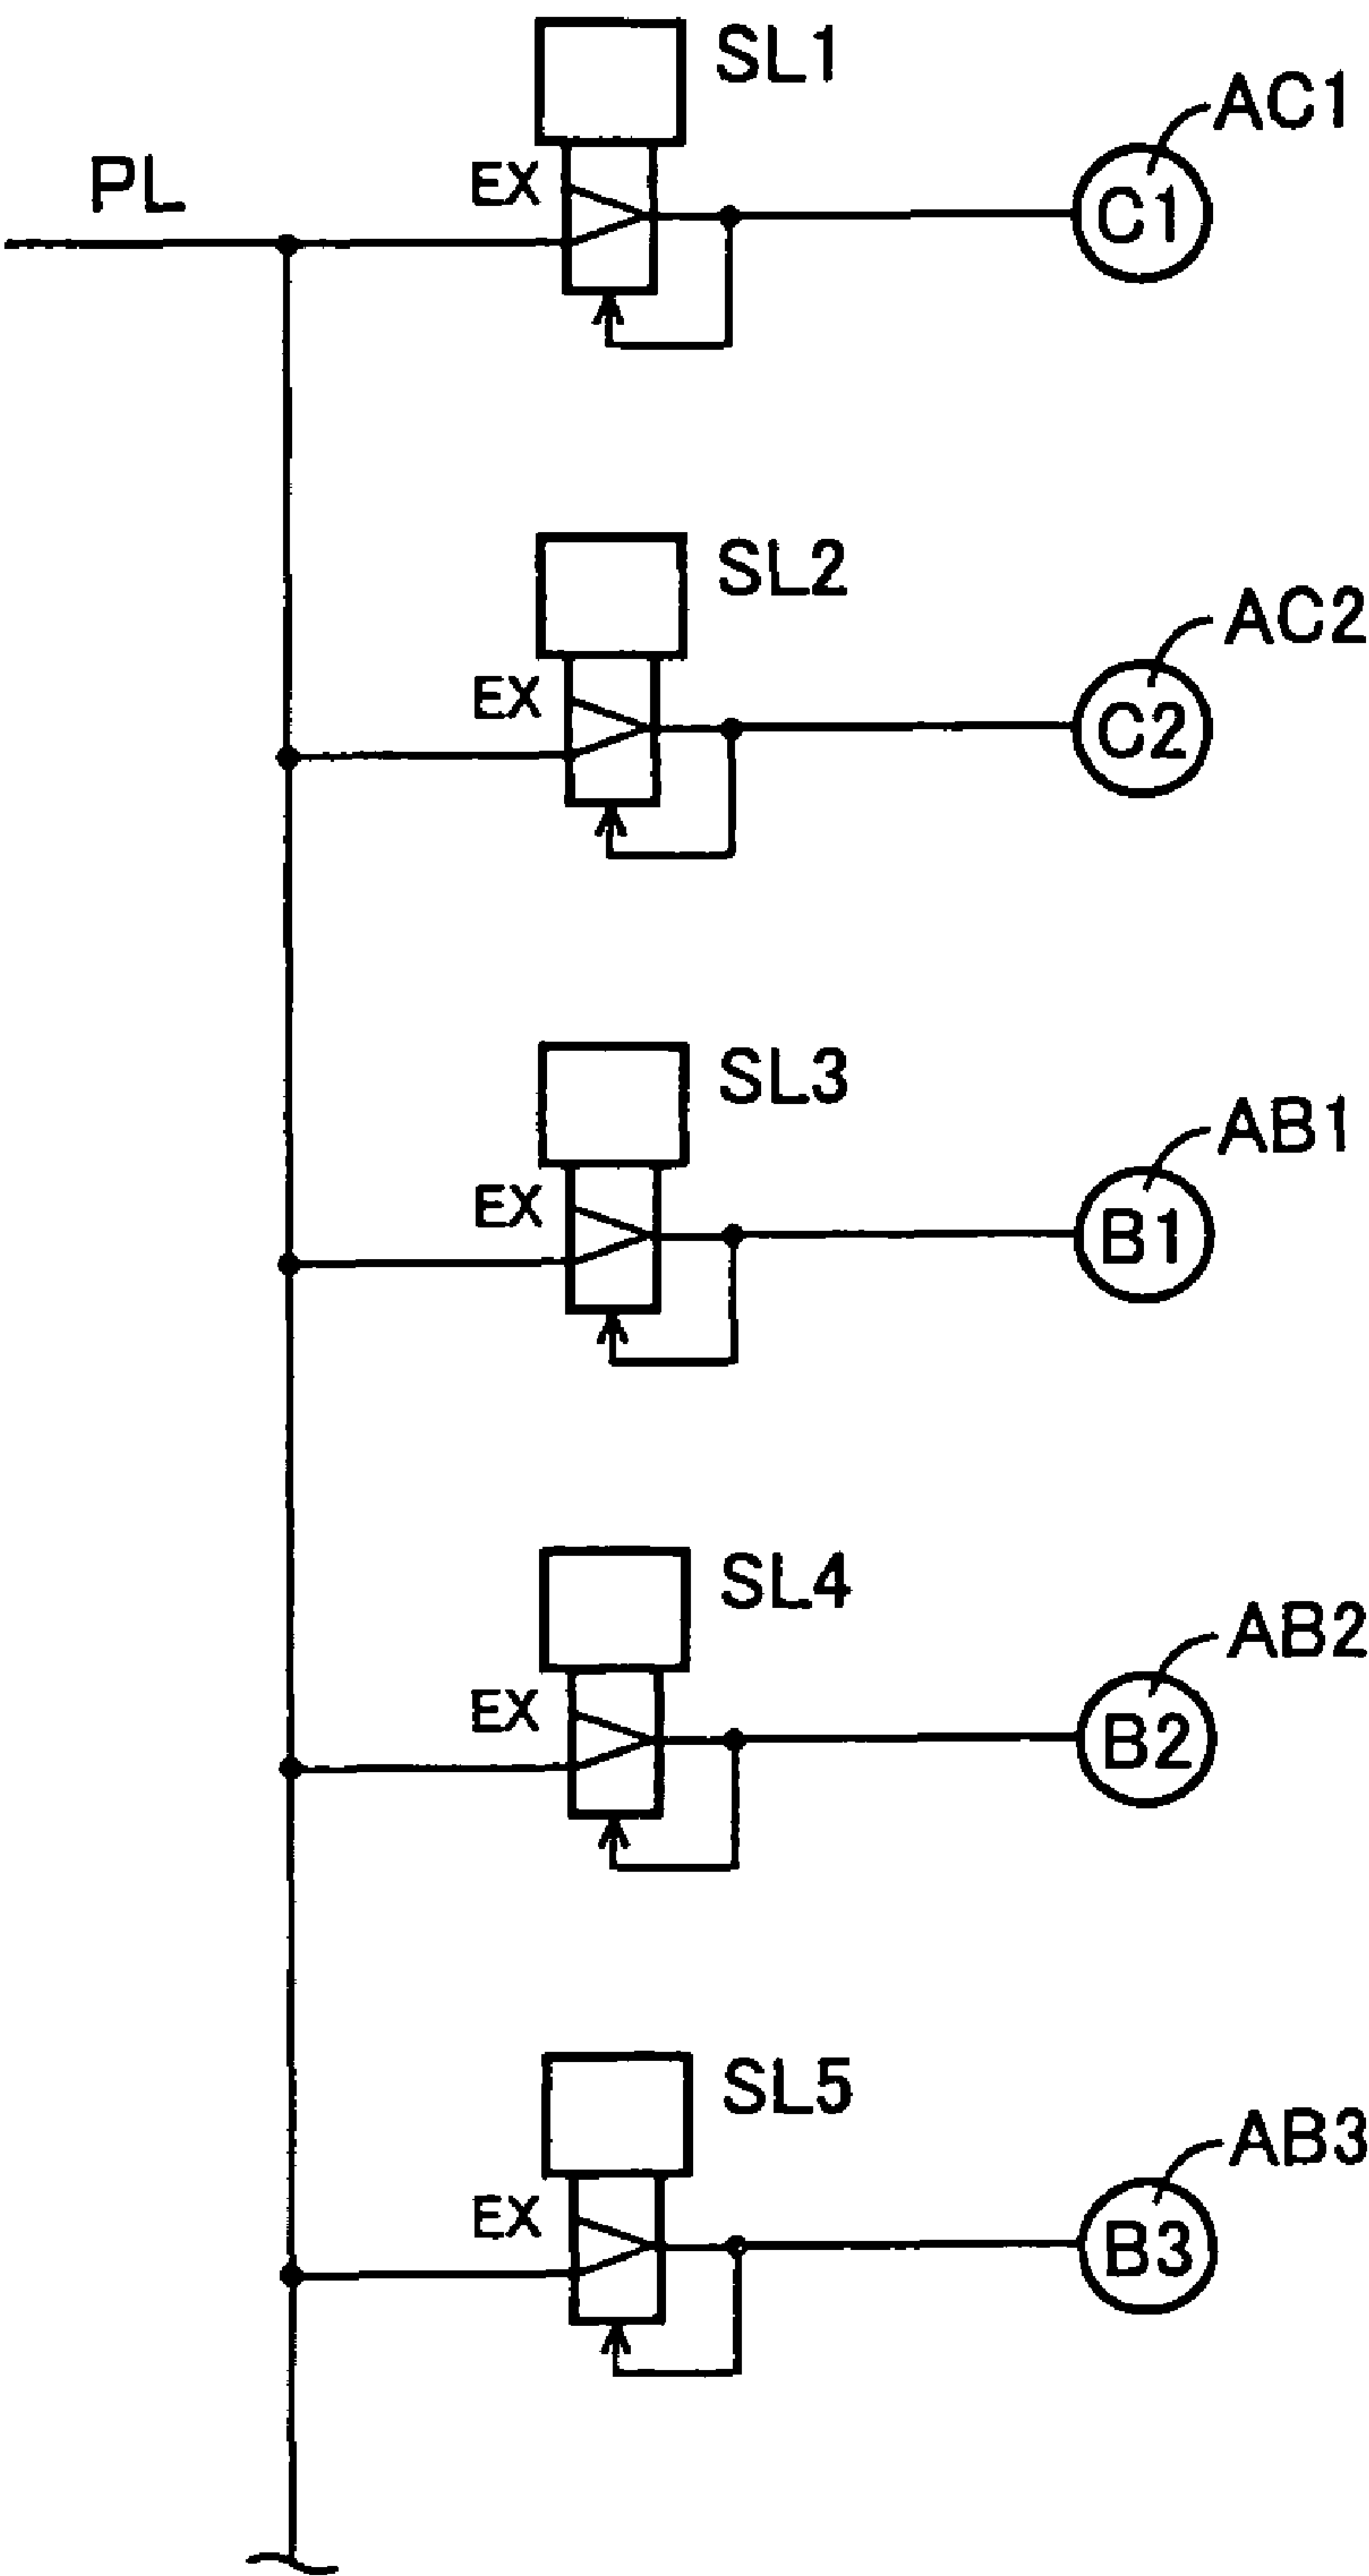 SL1
AC1
PL
EX
C1
SL2
AC2
EX
C2
SL3
AB1
EX
B1
SL4
AB2
EX
B2
SL5
AB3
EX
B3